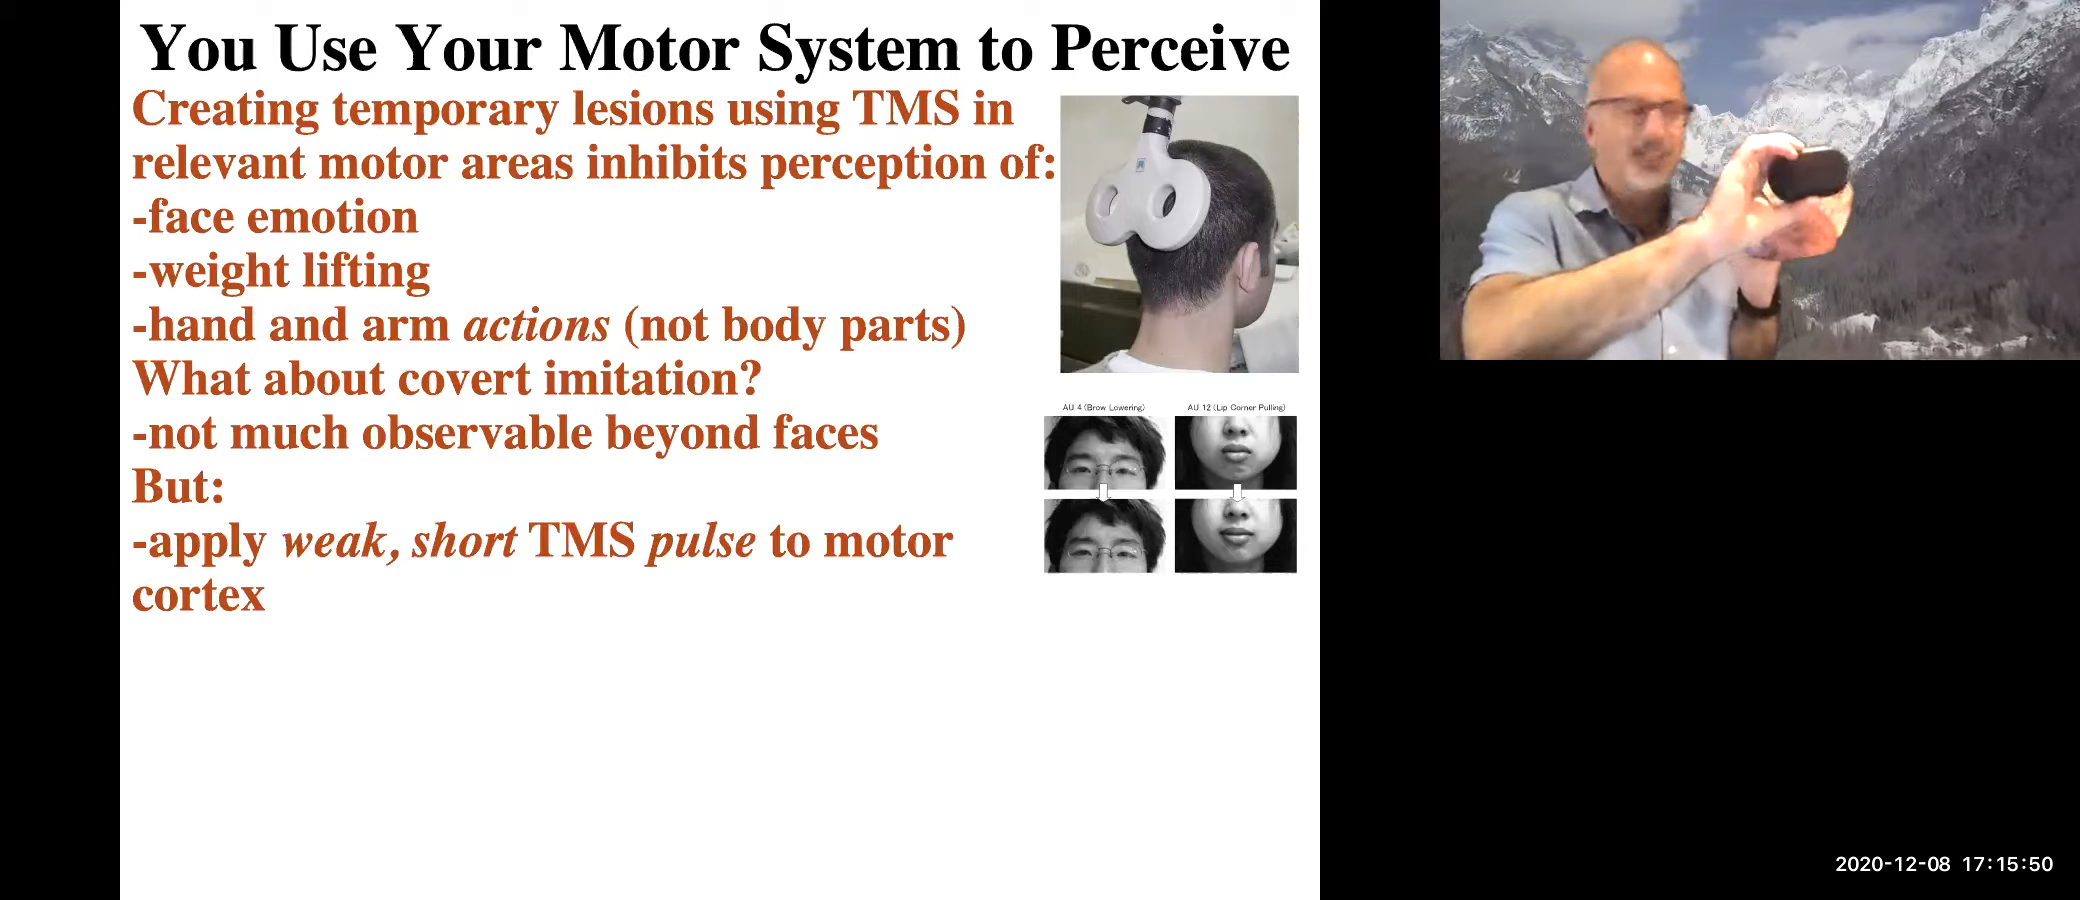 You Use Your Motor System to Perceive
Creating temporary lesions using TMS in
relevant motor areas inhibits perception of:
-face emotion
-weight lifting
-hand and arm actions (not body parts)
What about covert imitation?
-not much observable beyond faces
But:
-apply weak, short TMS pulse to motor
cortex
AU 4 (Brow Lowering)
AU 12 (Lip Corner Pulling)
2020-12-08 17:15:50